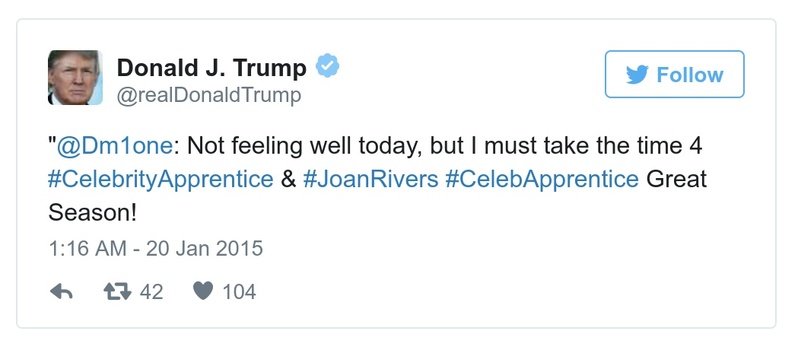 Donald J. Trump
@realDonaldTrump
Follow
"@Dm1one: Not feeling well today, but I must take the time 4
#CelebrityApprentice & #JoanRivers #CelebApprentice Great
Season!
1:16 AM - 20 Jan 2015
42 104